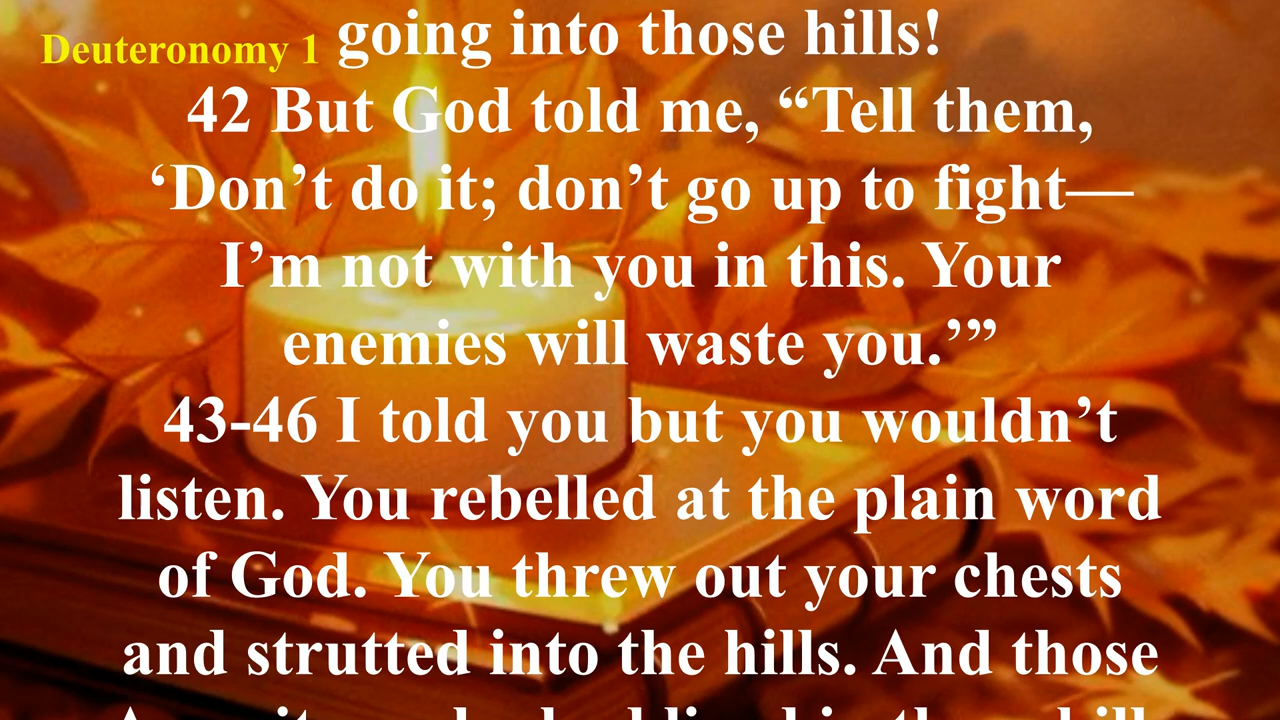 Deuteronomy 1
going into those hills!
42 But God told me, “Tell them,
‘Don’t do it; don’t go up to fight—
I’m not with you in this. Your
enemies will waste you.’”
43-46 I told you but you wouldn’t
listen. You rebelled at the plain word
of God. You threw out your chests
and strutted into the hills. And those